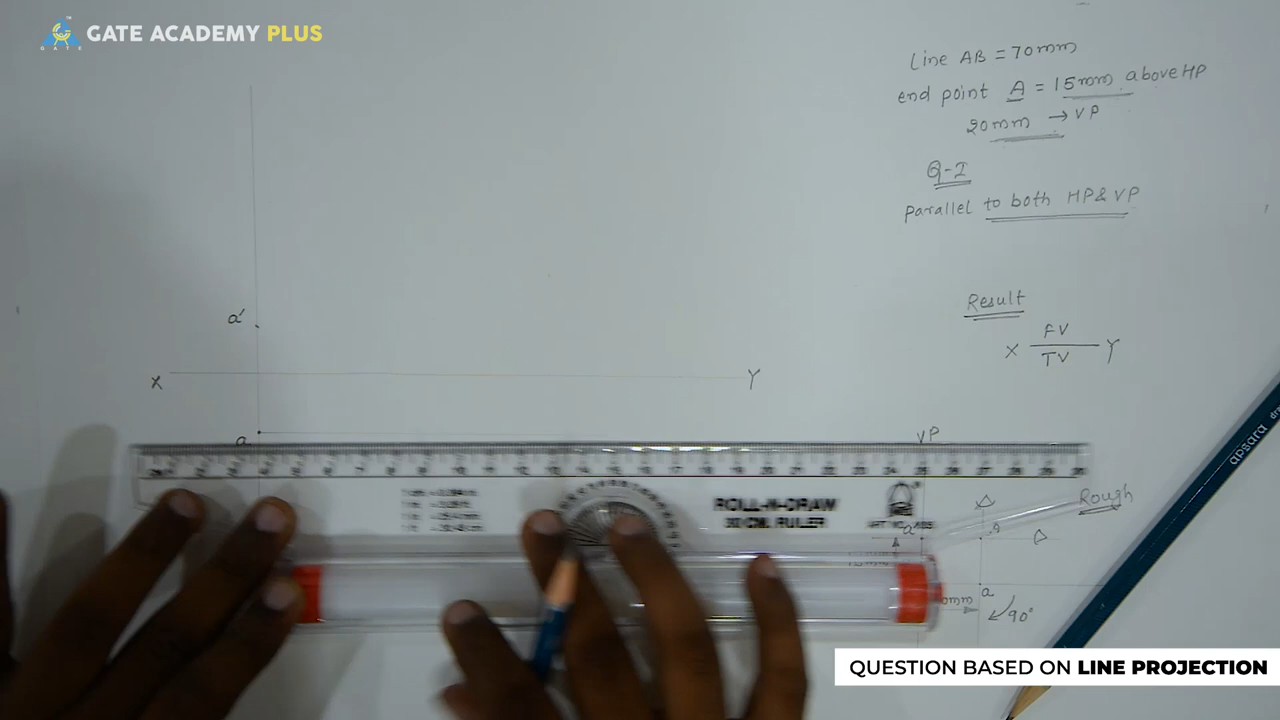 GATE ACADEMY PLUS
GATE
Line AB = 70mm
end point A = 15mm above HP
20mm → VP
Q-I
parallel to both HP & VP
Result
FV
X Y
TV
a'
X Y
a
VP
ROLL-N-DRAW
30 CM. RULER
Rough
a'
A
a
90°
apsara
QUESTION BASED ON LINE PROJECTION